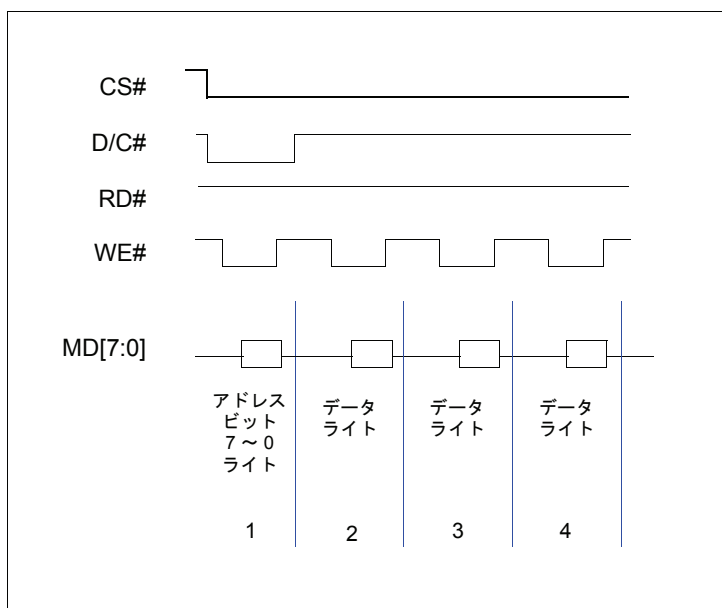 CS#
D/C#
RD#
WE#
MD[7:0]
アドレス
ビット
7～0
ライト
データ
ライト
データ
ライト
データ
ライト
1
2
3
4